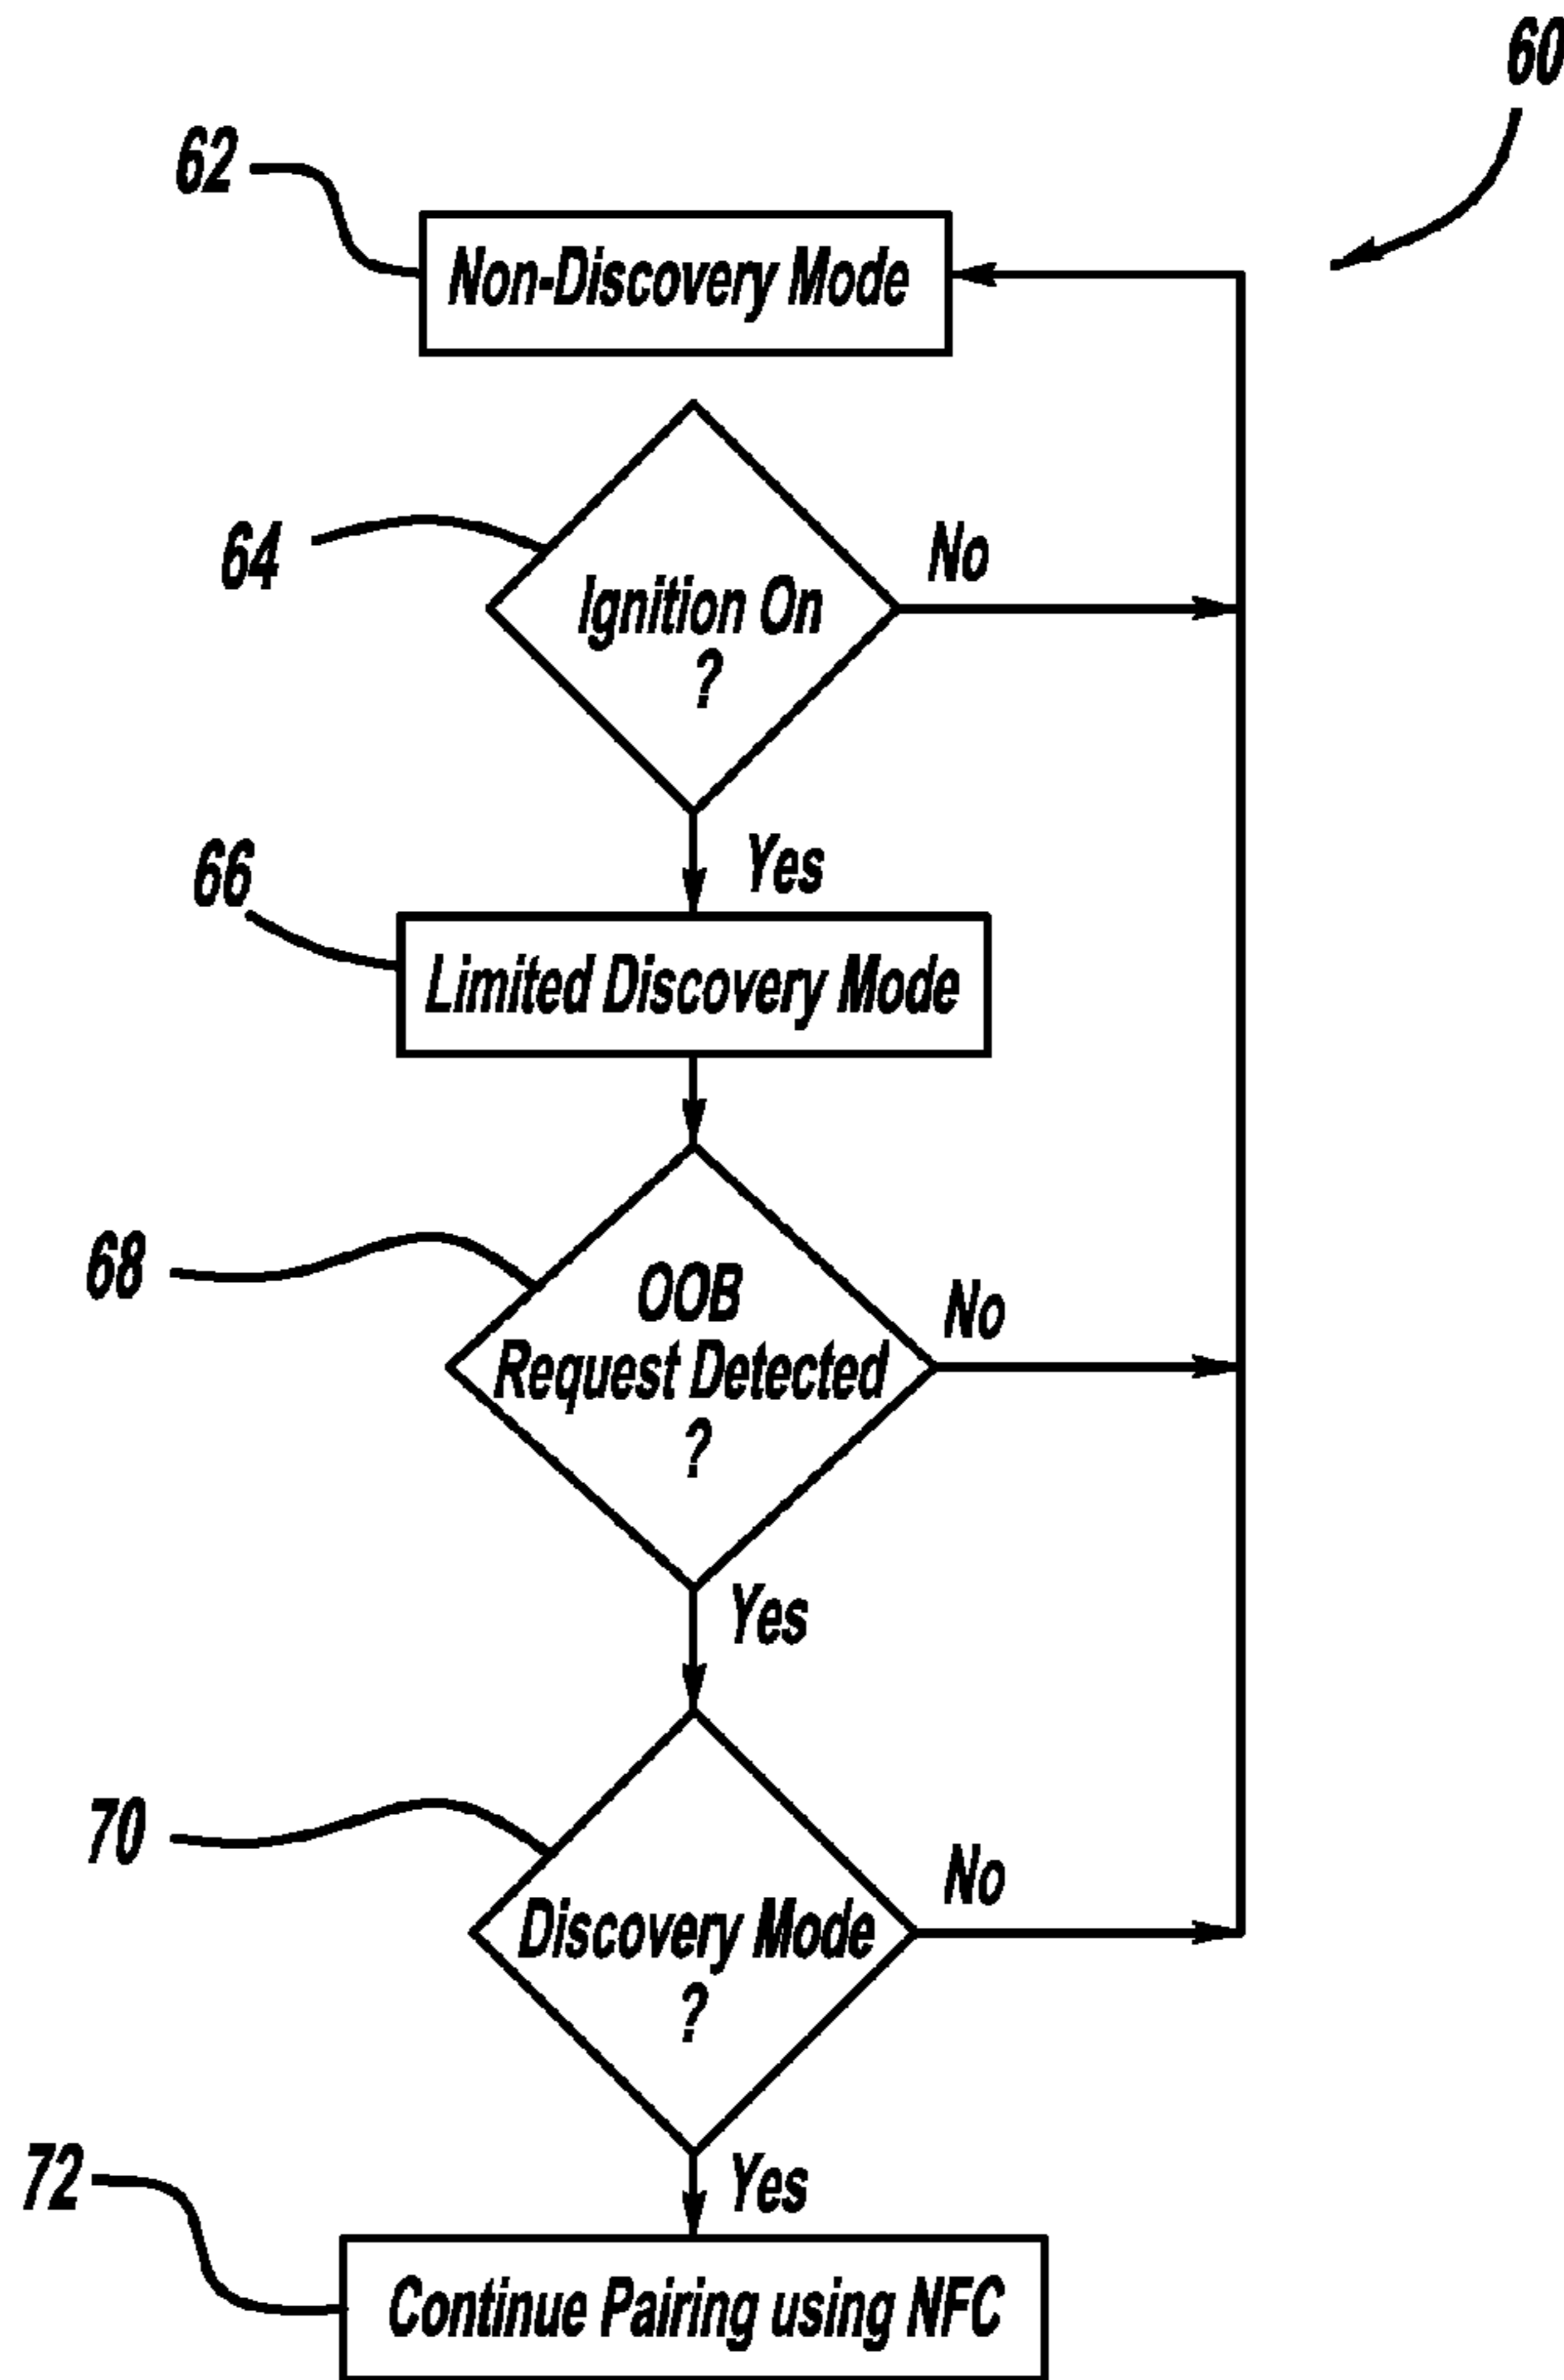 60
62
Non-Discovery Mode
64
No
Ignition On
?
Yes
66
Limited Discovery Mode
68
OOB
No
Request Detected
?
Yes
70
No
Discovery Mode
?
Yes
72
Continue Pairing using NFC